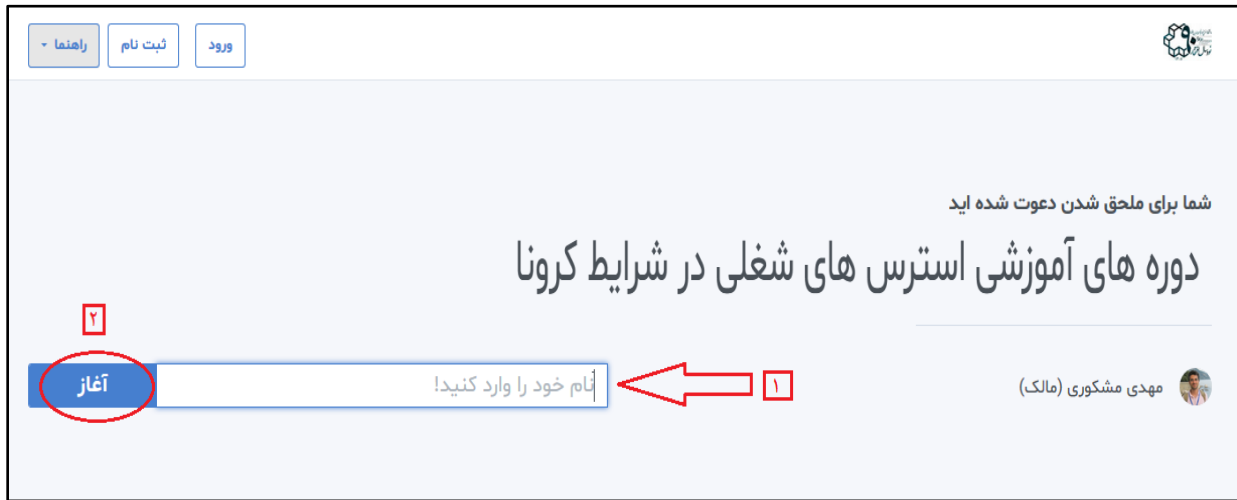 ورود
ثبت نام
راهنما
شما برای ملحق شدن دعوت شده اید
دوره های آموزشی استرس های شغلی در شرایط کرونا
۲
مهدی مشکوری (مالک)
۱
نام خود را وارد کنید!
آغاز